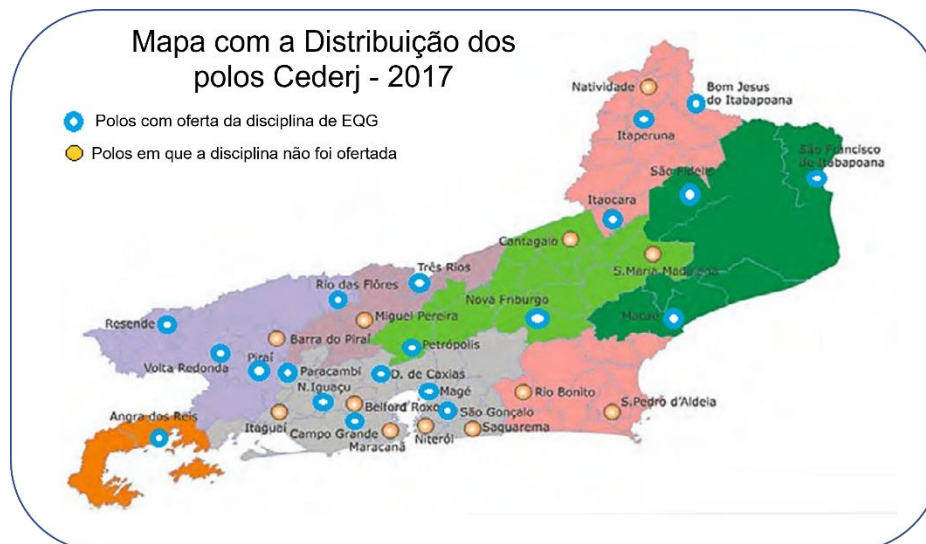 Mapa com a Distribuição dos
polos Cederj - 2017
Polos com oferta da disciplina de EQG
Polos em que a disciplina não foi ofertada
Natividade
Bom Jesus
do Itabapoana
Itaperuna
São Francisco
de Itabapoana
São Fidelis
Itaocara
Cantagalo
S.Maria Madalena
Três Rios
Rio das Flôres
Nova Friburgo
Macaé
Miguel Pereira
Resende
Barra do Piraí
Petrópolis
Volta Redonda
Piraí
Paracambi
D. de Caxias
N.Iguaçu
Magé
Rio Bonito
Belford Roxo
São Gonçalo
S.Pedro d'Aldeia
Angra dos Reis
Itaguaí
Campo Grande
Saquarema
Niterói
Maracanã